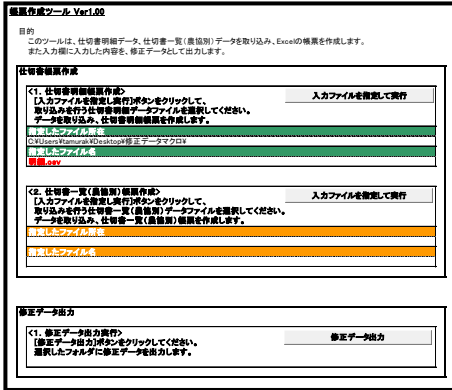 帳票作成ツール Ver1.00
目的
このツールは、仕切書明細データ、仕切書一覧(農協別)データを取り込み、Excelの帳票を作成します。
また入力欄に入力した内容を、修正データとして出力します。
仕切書帳票作成
<1. 仕切書明細帳票作成>
[入力ファイルを指定し実行]ボタンをクリックして、
取り込みを行う仕切書明細データファイルを選択してください。
データを取り込み、仕切書明細帳票を作成します。
入力ファイルを指定して実行
指定したファイル所在
C:¥Users¥tamurak¥Desktop¥修正データマクロ¥
指定したファイル名
明細.csv
<2. 仕切書一覧(農協別)帳票作成>
[入力ファイルを指定し実行]ボタンをクリックして、
取り込みを行う仕切書一覧(農協別)データファイルを選択してください。
データを取り込み、仕切書一覧(農協別)帳票を作成します。
入力ファイルを指定して実行
指定したファイル所在
指定したファイル名
修正データ出力
<1. 修正データ出力実行>
[修正データ出力]ボタンをクリックしてください。
選択したフォルダに修正データを出力します。
修正データ出力